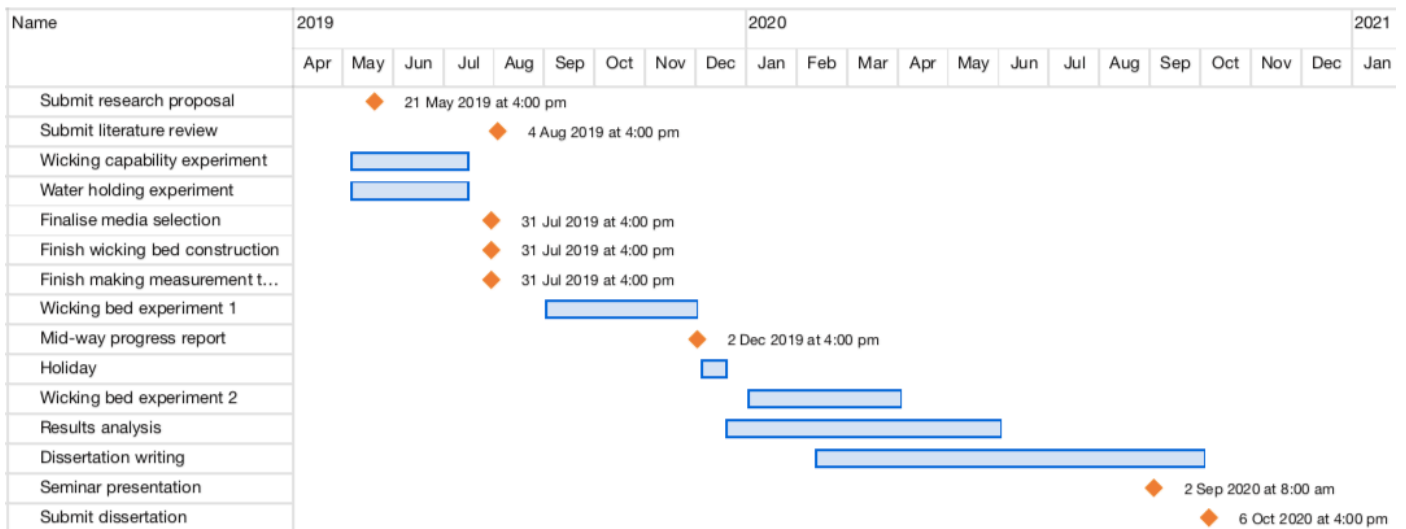 Name 2019 2020 2021
Apr May Jun Jul Aug Sep Oct Nov Dec Jan Feb Mar Apr May Jun Jul Aug Sep Oct Nov Dec Jan
Submit research proposal 21 May 2019 at 4:00 pm
Submit literature review 4 Aug 2019 at 4:00 pm
Wicking capability experiment
Water holding experiment
Finalise media selection 31 Jul 2019 at 4:00 pm
Finish wicking bed construction 31 Jul 2019 at 4:00 pm
Finish making measurement t... 31 Jul 2019 at 4:00 pm
Wicking bed experiment 1
Mid-way progress report 2 Dec 2019 at 4:00 pm
Holiday
Wicking bed experiment 2
Results analysis
Dissertation writing
Seminar presentation 2 Sep 2020 at 8:00 am
Submit dissertation 6 Oct 2020 at 4:00 pm